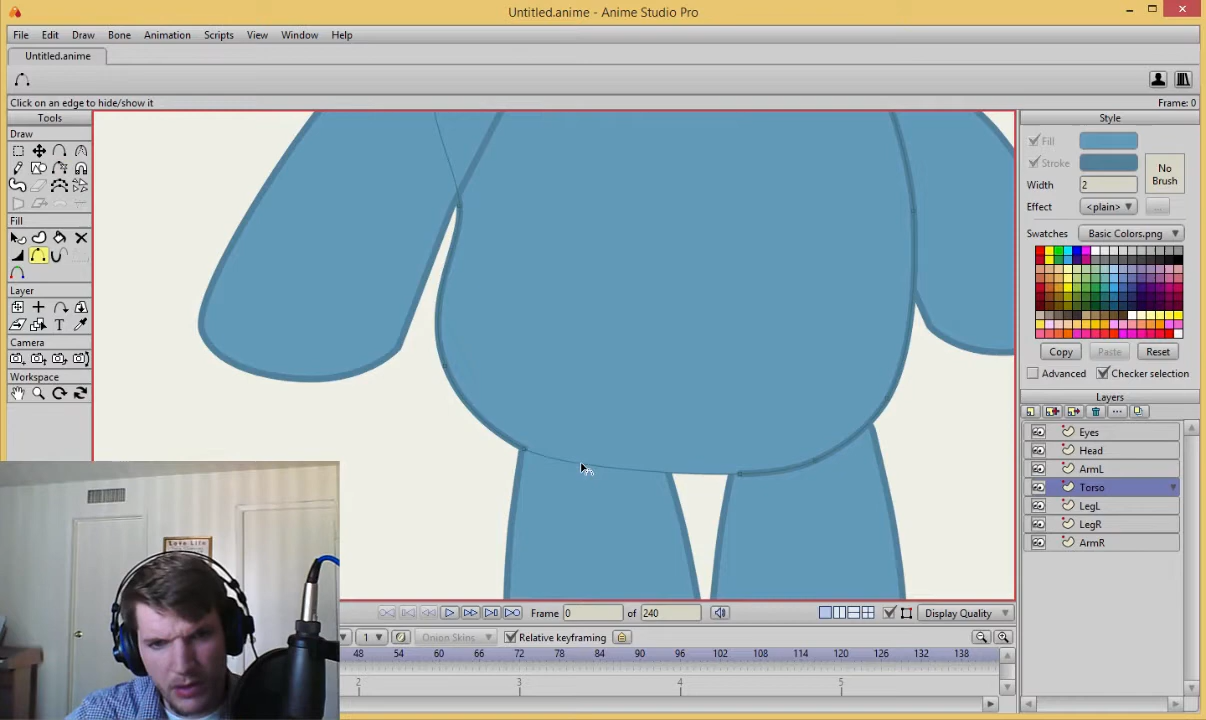 Untitled.anime - Anime Studio Pro
File Edit Draw Bone Animation Scripts View Window Help
Untitled.anime
Click on an edge to hide/show it
Frame: 0
Tools
Draw
Fill
Layer
Camera
Workspace
Style
Fill
Stroke
No Brush
Width 2
Effect <plain>
Swatches Basic Colors.png
Copy Paste Reset
Advanced Checker selection
Layers
Eyes
Head
ArmL
Torso
LegL
LegR
ArmR
Love Life
Frame 0 of 240 Display Quality
1 Onion Skins Relative keyframing
48 54 60 66 72 78 84 90 96 102 108 114 120 126 132 138
2 3 4 5